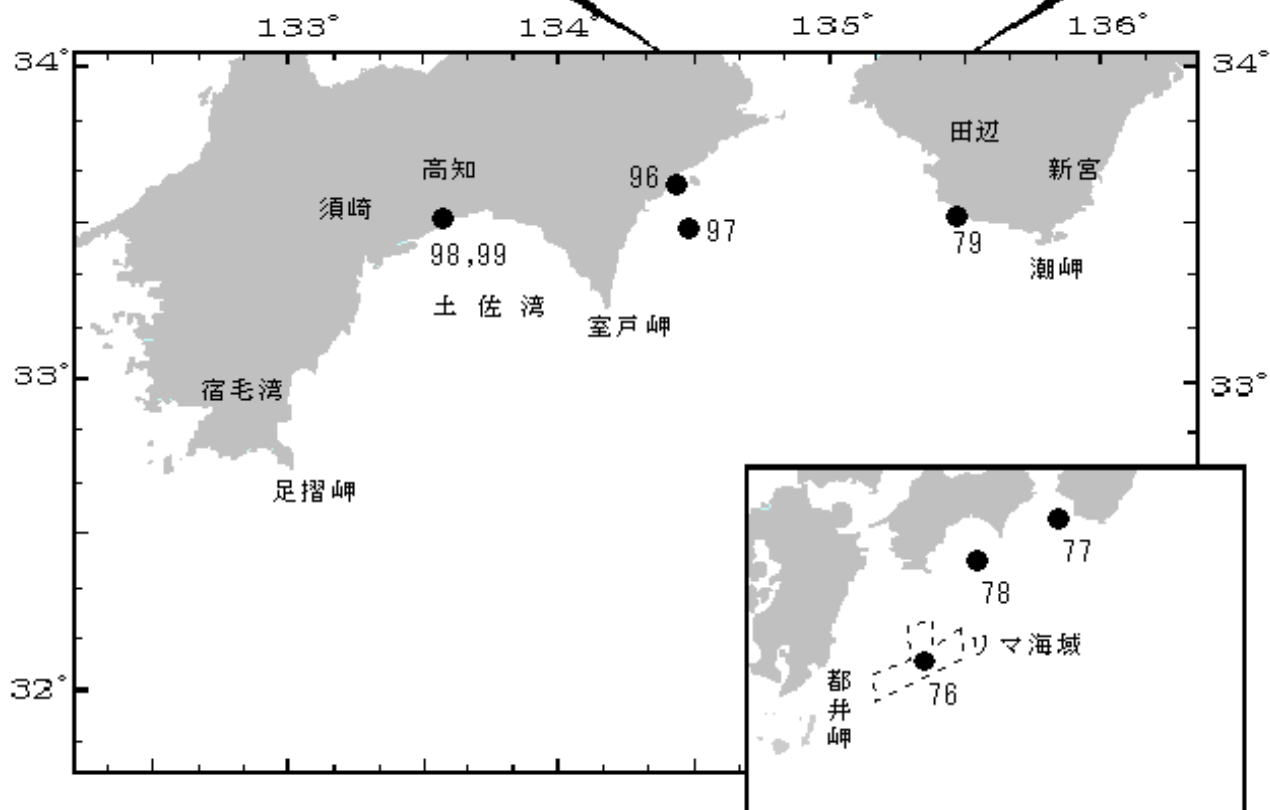 133° 134° 135° 136°
34° 34°
田辺
高知 96 新宮
須崎
97
98,99 79
潮岬
土佐湾
室戸岬
33° 33°
宿毛湾
足摺岬
77
78
リマ海域
32° 76
都井岬